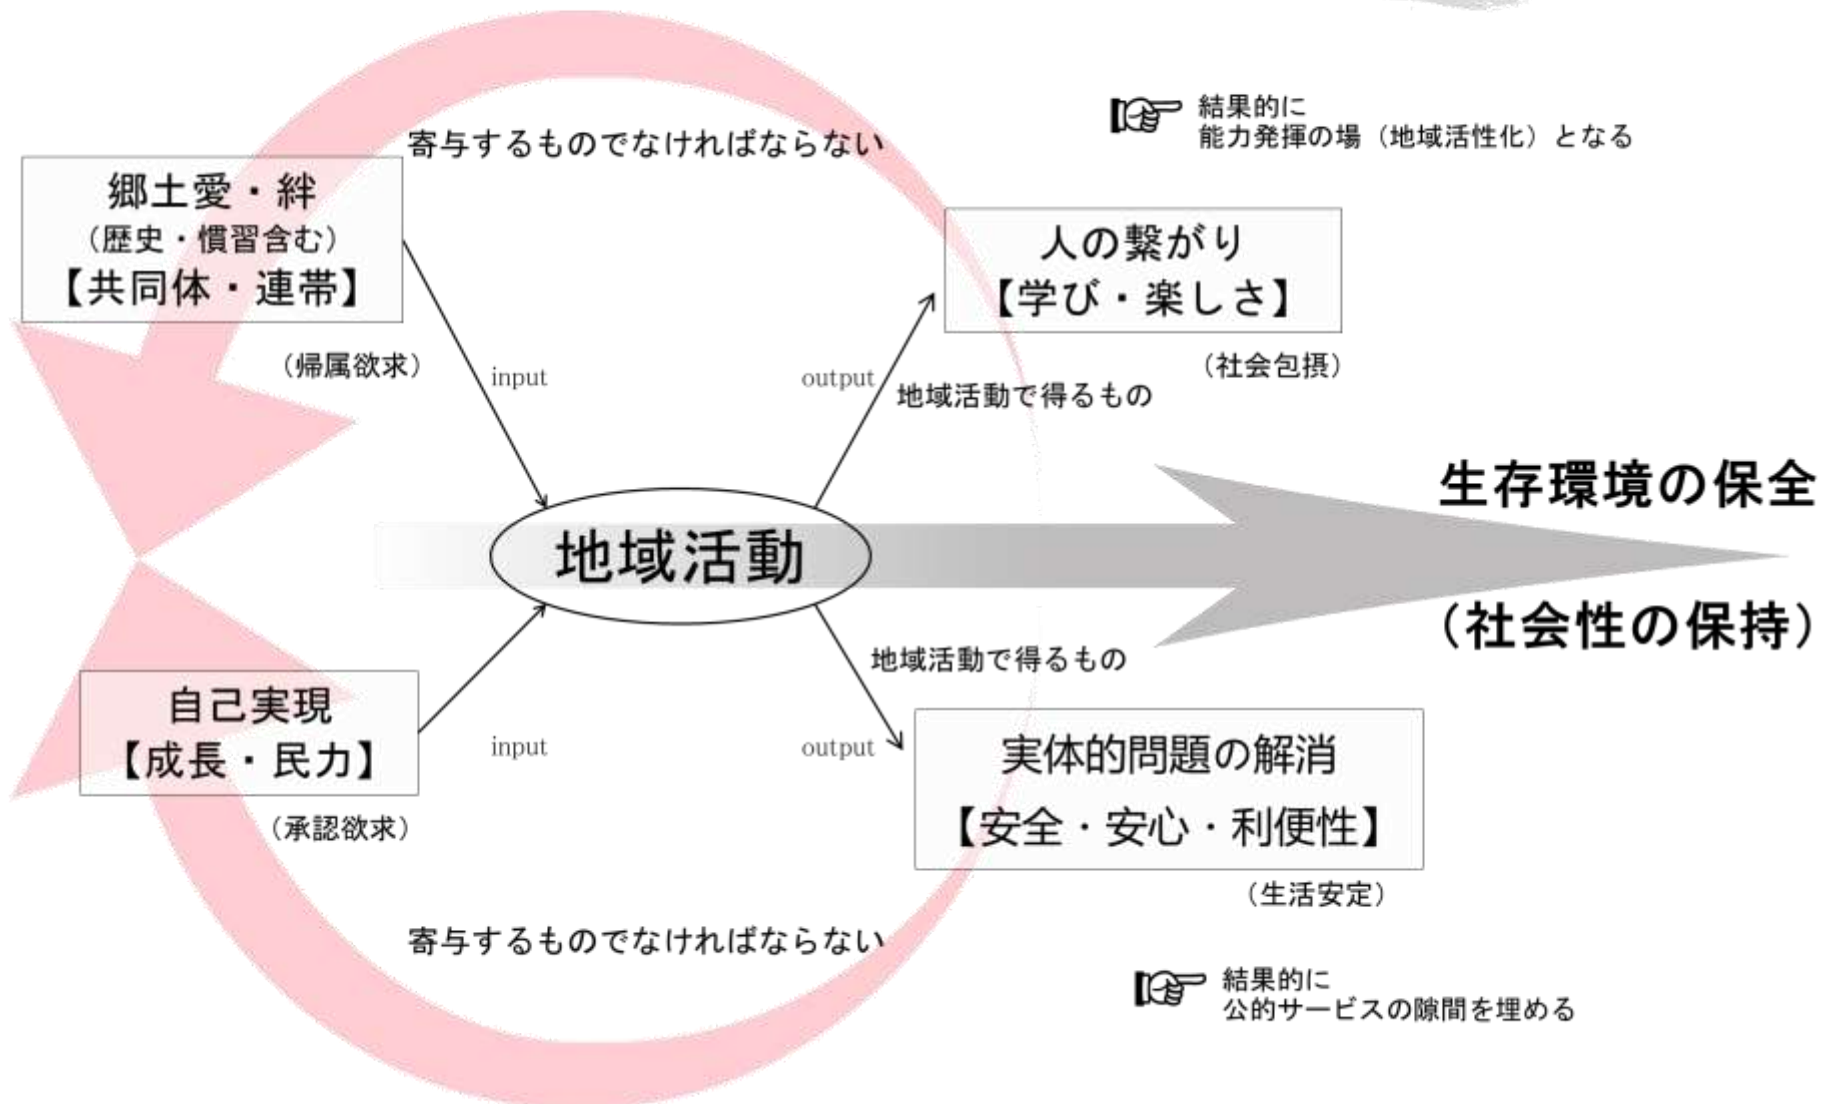 結果的に
能力発揮の場（地域活性化）となる
寄与するものでなければならない
郷土愛・絆
（歴史・慣習含む）
【共同体・連帯】
（帰属欲求）
人の繋がり
【学び・楽しさ】
（社会包摂）
input
output
地域活動で得るもの
生存環境の保全
地域活動
（社会性の保持）
地域活動で得るもの
自己実現
【成長・民力】
（承認欲求）
input
output
実体的問題の解消
【安全・安心・利便性】
（生活安定）
寄与するものでなければならない
結果的に
公的サービスの隙間を埋める